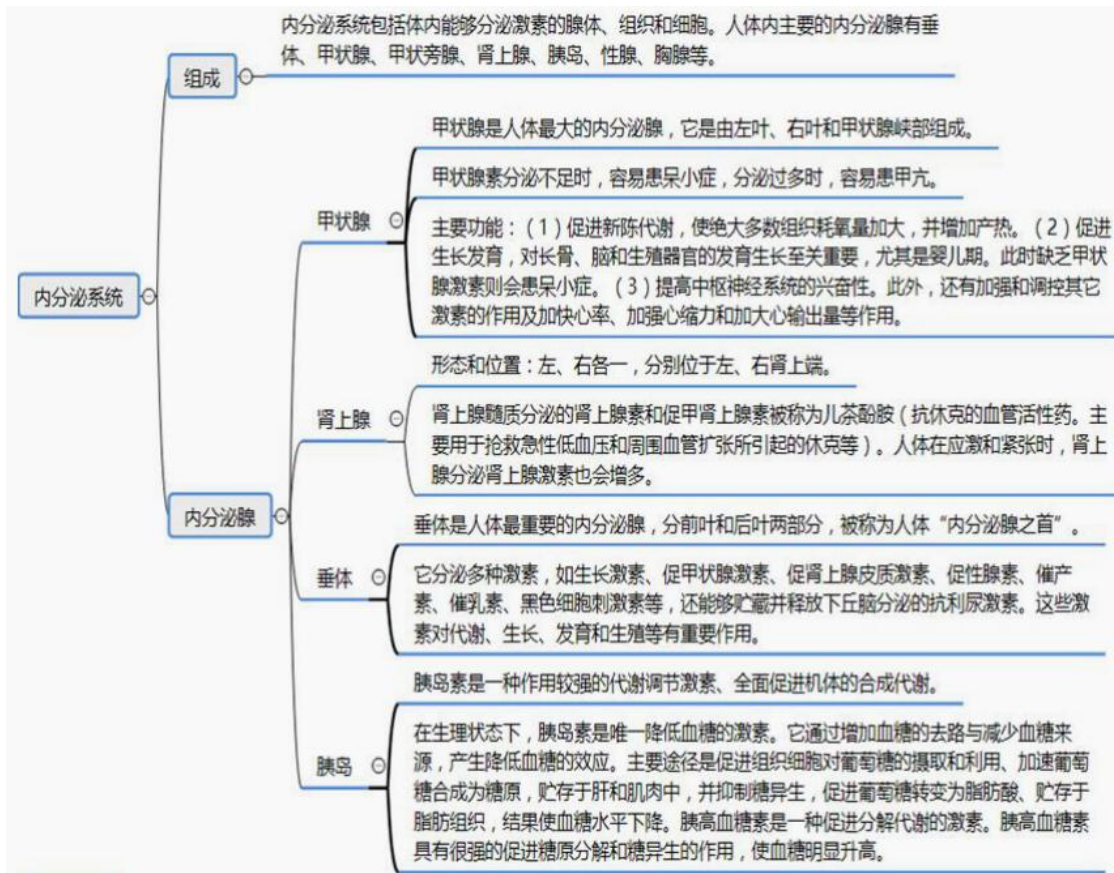 内分泌系统包括体内能够分泌激素的腺体、组织和细胞。人体内主要的内分泌腺有垂
体、甲状腺、甲状旁腺、肾上腺、胰岛、性腺、胸腺等。
组成
甲状腺是人体最大的内分泌腺，它是由左叶、右叶和甲状腺峡部组成。
甲状腺素分泌不足时，容易患呆小症，分泌过多时，容易患甲亢。
甲状腺
主要功能：（1）促进新陈代谢，使绝大多数组织耗氧量加大，并增加产热。（2）促进
生长发育，对长骨、脑和生殖器官的发育生长至关重要，尤其是婴儿期。此时缺乏甲状
腺激素则会患呆小症。（3）提高中枢神经系统的兴奋性。此外，还有加强和调控其它
激素的作用及加快心率、加强心缩力和加大心输出量等作用。
内分泌系统
形态和位置：左、右各一，分别位于左、右肾上端。
肾上腺
肾上腺髓质分泌的肾上腺素和促甲肾上腺素被称为儿茶酚胺（抗休克的血管活性药。主
要用于抢救急性低血压和周围血管扩张所引起的休克等）。人体在应激和紧张时，肾上
腺分泌肾上腺激素也会增多。
内分泌腺
垂体是人体最重要的内分泌腺，分前叶和后叶两部分，被称为人体“内分泌腺之首”。
垂体
它分泌多种激素，如生长激素、促甲状腺激素、促肾上腺皮质激素、促性腺素、催产
素、催乳素、黑色细胞刺激素等，还能够贮藏并释放下丘脑分泌的抗利尿激素。这些激
素对代谢、生长、发育和生殖等有重要作用。
胰岛素是一种作用较强的代谢调节激素、全面促进机体的合成代谢。
胰岛
在生理状态下，胰岛素是唯一降低血糖的激素。它通过增加血糖的去路与减少血糖来
源，产生降低血糖的效应。主要途径是促进组织细胞对葡萄糖的摄取和利用、加速葡萄
糖合成为糖原，贮存于肝和肌肉中，并抑制糖异生，促进葡萄糖转变为脂肪酸、贮存于
脂肪组织，结果使血糖水平下降。胰高血糖素是一种促进分解代谢的激素。胰高血糖素
具有很强的促进糖原分解和糖异生的作用，使血糖明显升高。